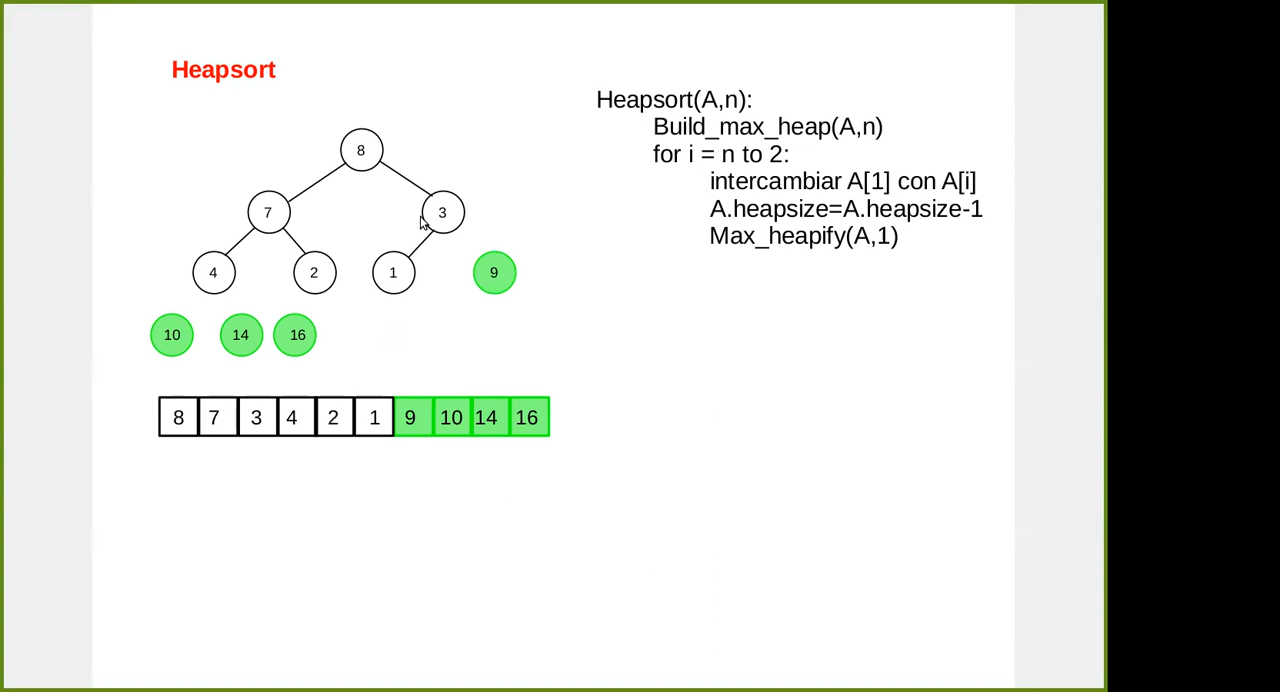 Heapsort
Heapsort(A,n):
Build_max_heap(A,n)
for i = n to 2:
intercambiar A[1] con A[i]
A.heapsize=A.heapsize-1
Max_heapify(A,1)
8
7 3
4 2 1 9
10 14 16
8 7 3 4 2 1 9 10 14 16